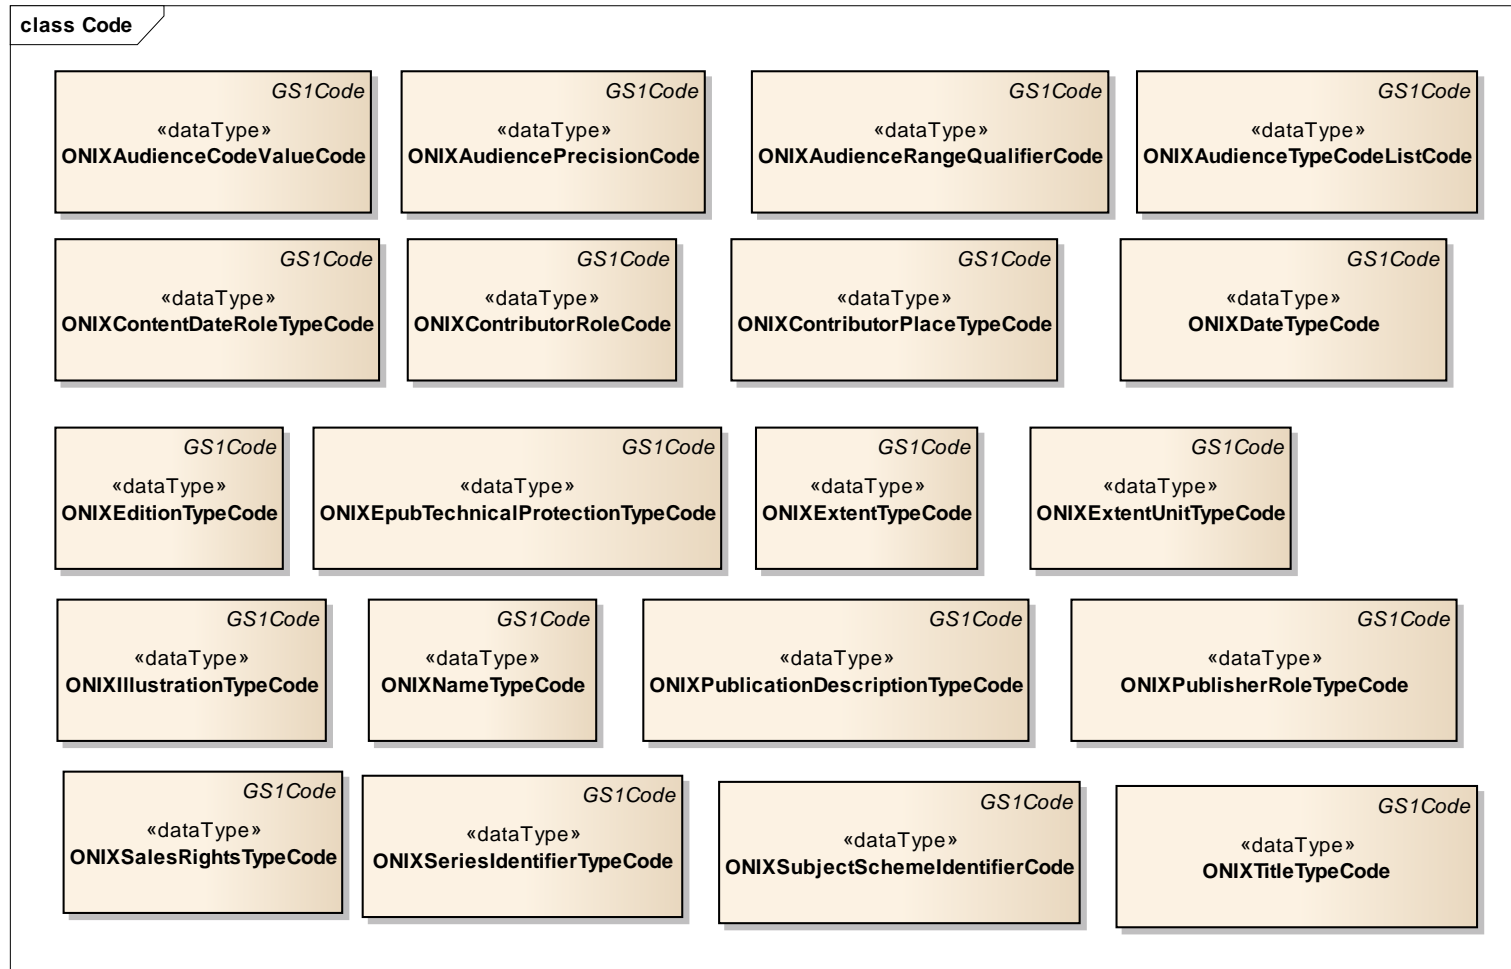 class Code
GS1Code
«dataType»
ONIXAudienceCodeValueCode
GS1Code
«dataType»
ONIXAudiencePrecisionCode
GS1Code
«dataType»
ONIXAudienceRangeQualifierCode
GS1Code
«dataType»
ONIXAudienceTypeCodeListCode
GS1Code
«dataType»
ONIXContentDateRoleTypeCode
GS1Code
«dataType»
ONIXContributorRoleCode
GS1Code
«dataType»
ONIXContributorPlaceTypeCode
GS1Code
«dataType»
ONIXDateTypeCode
GS1Code
«dataType»
ONIXEditionTypeCode
GS1Code
«dataType»
ONIXEpubTechnicalProtectionTypeCode
GS1Code
«dataType»
ONIXExtentTypeCode
GS1Code
«dataType»
ONIXExtentUnitTypeCode
GS1Code
«dataType»
ONIXIllustrationTypeCode
GS1Code
«dataType»
ONIXNameTypeCode
GS1Code
«dataType»
ONIXPublicationDescriptionTypeCode
GS1Code
«dataType»
ONIXPublisherRoleTypeCode
GS1Code
«dataType»
ONIXSalesRightsTypeCode
GS1Code
«dataType»
ONIXSeriesIdentifierTypeCode
GS1Code
«dataType»
ONIXSubjectSchemeIdentifierCode
GS1Code
«dataType»
ONIXTitleTypeCode